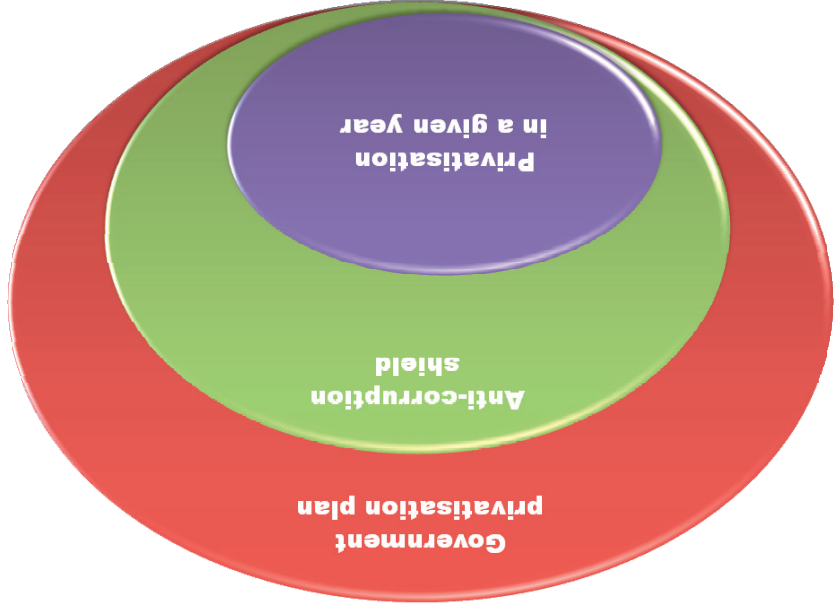 Government
privatisation plan
Anti-corruption
shield
Privatisation
in a given year